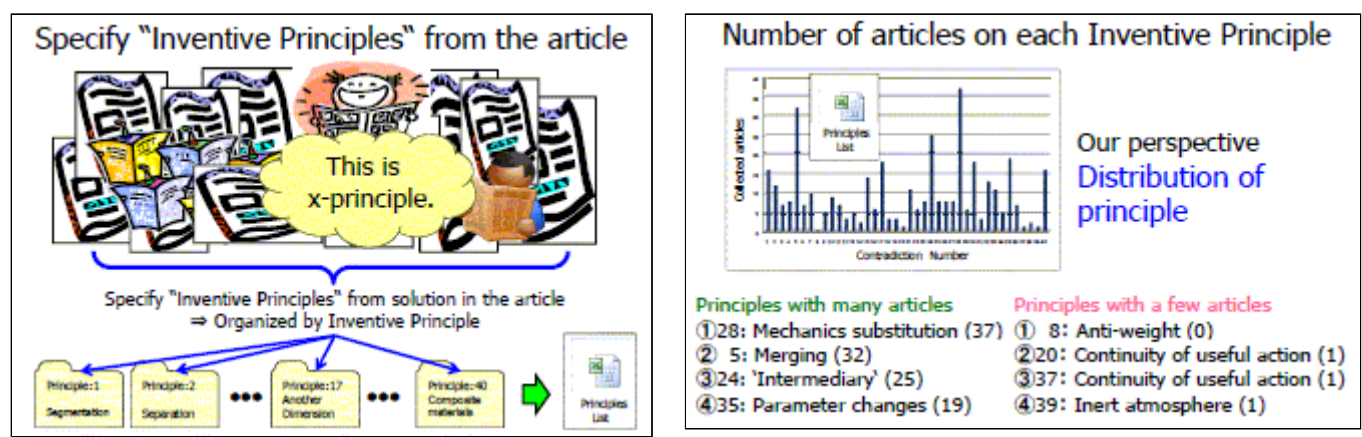 Specify "Inventive Principles" from the article
This is
x-principle.
Specify "Inventive Principles" from solution in the article
⇒ Organized by Inventive Principle
Principle:1
Segmentation
Principle:2
Separation
●●●
Principle:17
Another
Dimension
●●●
Principle:40
Composite
materials
Principles
List
Number of articles on each Inventive Principle
Principles
List
Collected articles
Contradiction Number
Our perspective
Distribution of
principle
Principles with many articles
①28: Mechanics substitution (37)
② 5: Merging (32)
③24: 'Intermediary' (25)
④35: Parameter changes (19)
Principles with a few articles
① 8: Anti-weight (0)
②20: Continuity of useful action (1)
③37: Continuity of useful action (1)
④39: Inert atmosphere (1)